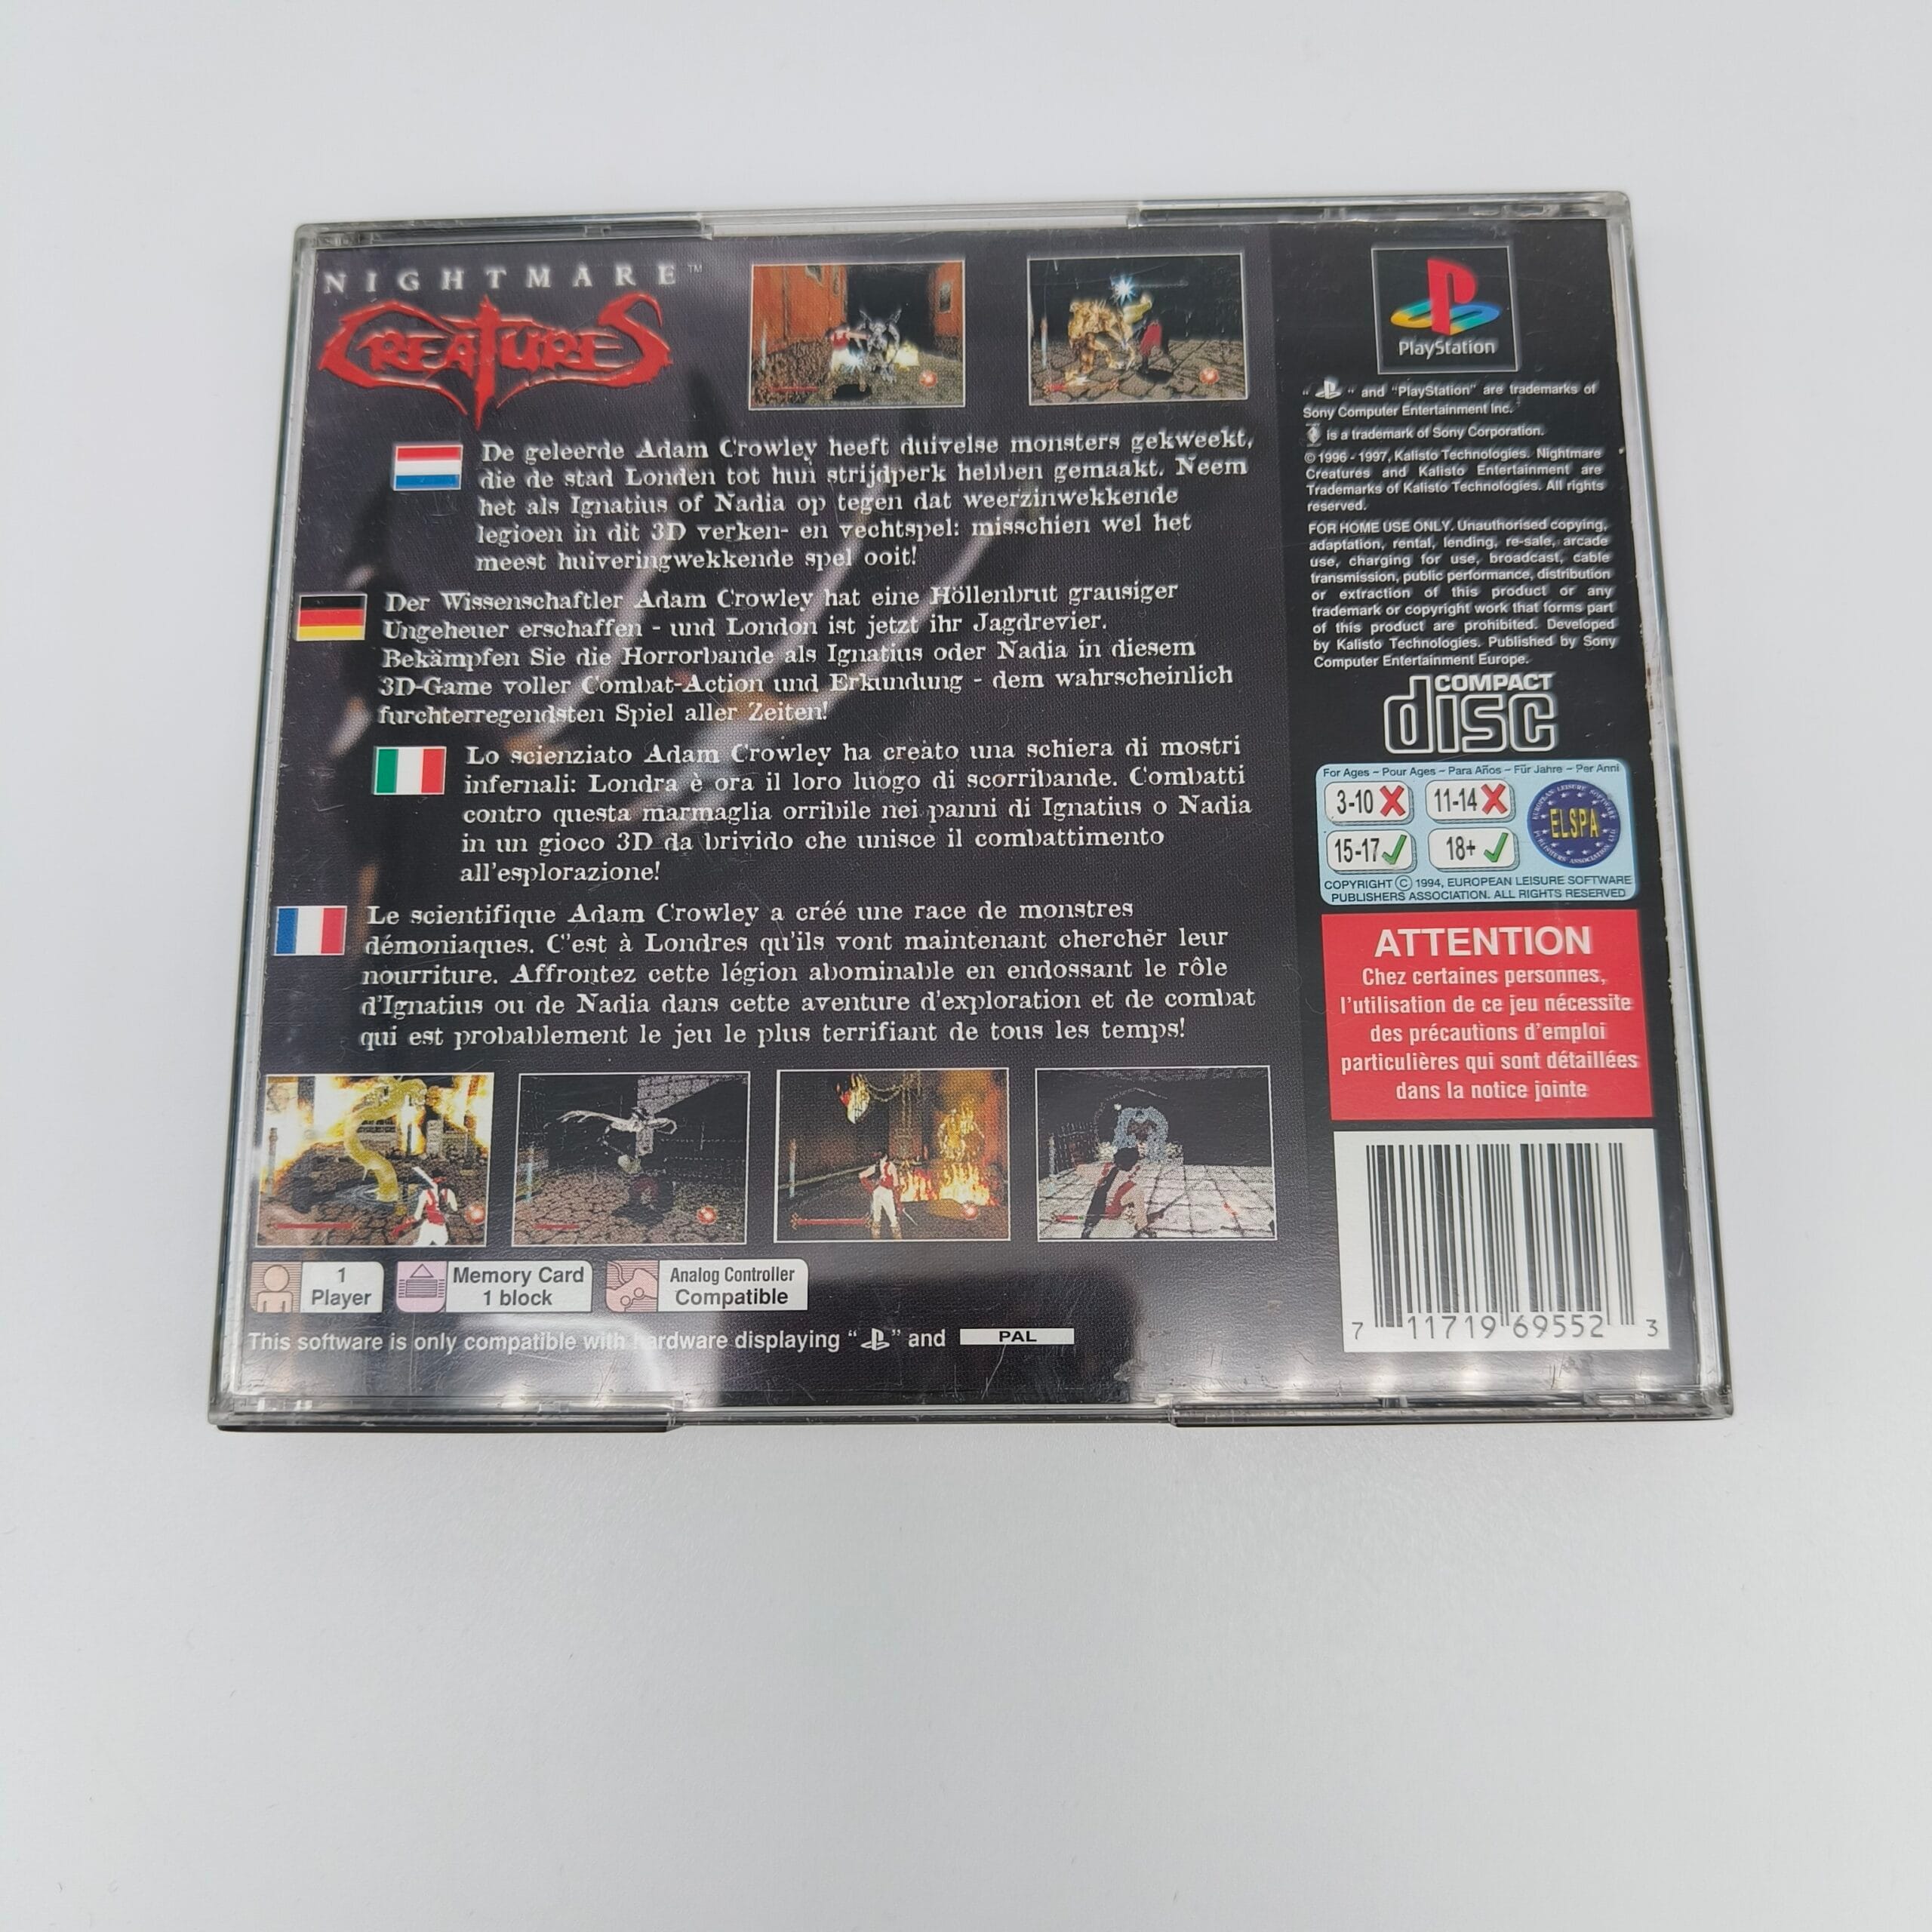 NIGHTMARE™
CREATURES
De geleerde Adam Crowley heeft duivelse monsters gekweekt,
die de stad Londen tot hun strijdperk hebben gemaakt. Neem
het als Ignatius of Nadia op tegen dat weerzinwekkende
legioen in dit 3D verken- en vechtspel: misschien wel het
meest huiveringwekkende spel ooit!
Der Wissenschaftler Adam Crowley hat eine Höllenbrut grausiger
Ungeheuer erschaffen - und London ist jetzt ihr Jagdrevier.
Bekämpfen Sie die Horrorbande als Ignatius oder Nadia in diesem
3D-Game voller Combat-Action und Erkundung - dem wahrscheinlich
furchterregendsten Spiel aller Zeiten!
Lo scienziato Adam Crowley ha creato una schiera di mostri
infernali: Londra è ora il loro luogo di scorribande. Combatti
contro questa marmaglia orribile nei panni di Ignatius o Nadia
in un gioco 3D da brivido che unisce il combattimento
all'esplorazione!
Le scientifique Adam Crowley a créé une race de monstres
démoniaques. C'est à Londres qu'ils vont maintenant chercher leur
nourriture. Affrontez cette légion abominable en endossant le rôle
d'Ignatius ou de Nadia dans cette aventure d'exploration et de combat
qui est probablement le jeu le plus terrifiant de tous les temps!
1
Player
Memory Card
1 block
Analog Controller
Compatible
This software is only compatible with hardware displaying " " and PAL
PlayStation
" " and "PlayStation" are trademarks of
Sony Computer Entertainment Inc.
is a trademark of Sony Corporation.
©1996 - 1997, Kalisto Technologies. Nightmare
Creatures and Kalisto Entertainment are
Trademarks of Kalisto Technologies. All rights
reserved.
FOR HOME USE ONLY. Unauthorised copying,
adaptation, rental, lending, re-sale, arcade
use, charging for use, broadcast, cable
transmission, public performance, distribution
or extraction of this product or any
trademark or copyright work that forms part
of this product are prohibited. Developed
by Kalisto Technologies. Published by Sony
Computer Entertainment Europe.
COMPACT
disc
For Ages – Pour Ages – Para Años – Für Jahre – Per Anni
3-10 11-14
15-17 18+
ELSPA
COPYRIGHT © 1994, EUROPEAN LEISURE SOFTWARE
PUBLISHERS ASSOCIATION. ALL RIGHTS RESERVED
ATTENTION
Chez certaines personnes,
l'utilisation de ce jeu nécessite
des précautions d'emploi
particulières qui sont détaillées
dans la notice jointe
7 11719 69552 3